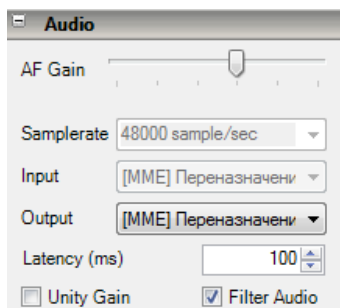 Audio
AF Gain
Samplerate 48000 sample/sec
Input [MME] Переназначени
Output [MME] Переназначени
Latency (ms) 100
Unity Gain Filter Audio